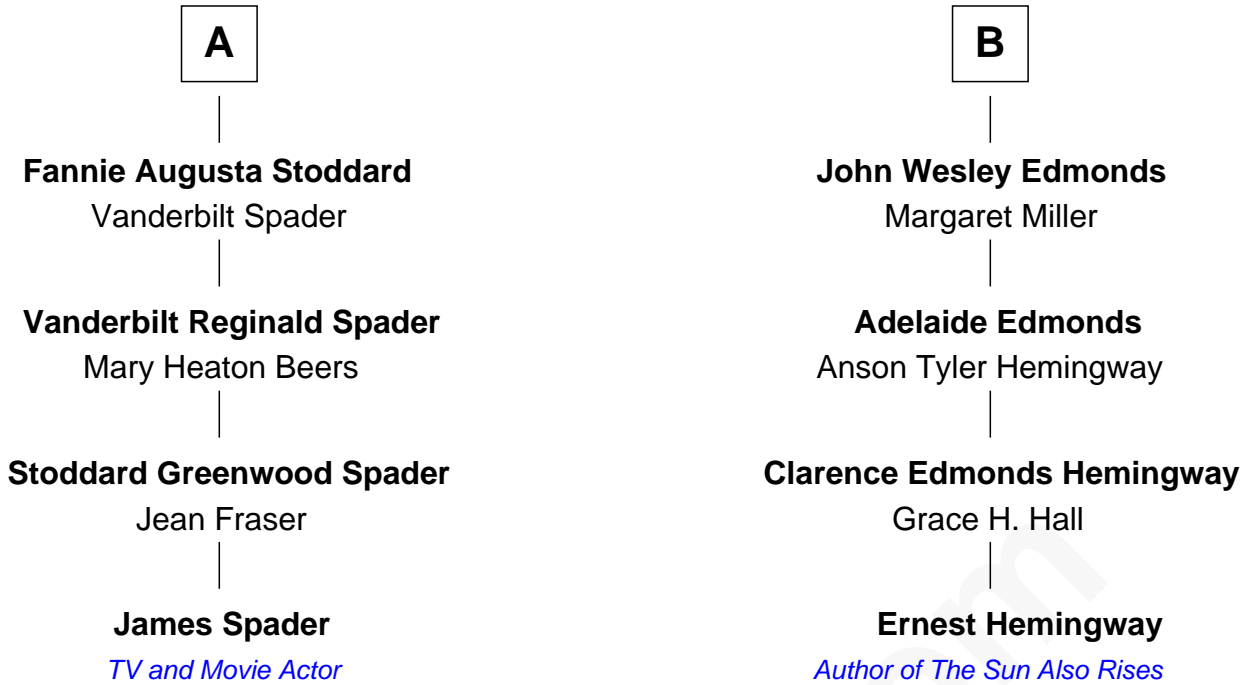 A
Fannie Augusta Stoddard
Vanderbilt Spader
Vanderbilt Reginald Spader
Mary Heaton Beers
Stoddard Greenwood Spader
Jean Fraser
James Spader
TV and Movie Actor
B
John Wesley Edmonds
Margaret Miller
Adelaide Edmonds
Anson Tyler Hemingway
Clarence Edmonds Hemingway
Grace H. Hall
Ernest Hemingway
Author of The Sun Also Rises